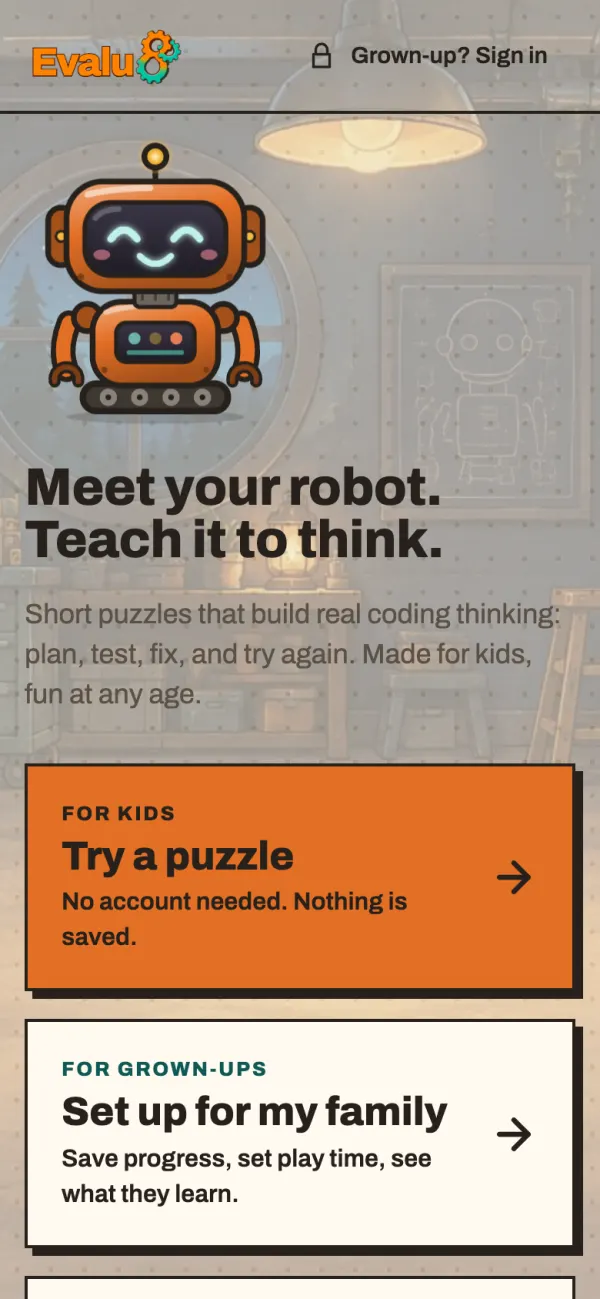 Evalu8
Grown-up? Sign in
Meet your robot.
Teach it to think.
Short puzzles that build real coding thinking:
plan, test, fix, and try again. Made for kids,
fun at any age.
FOR KIDS
Try a puzzle
No account needed. Nothing is
saved.
FOR GROWN-UPS
Set up for my family
Save progress, set play time, see
what they learn.